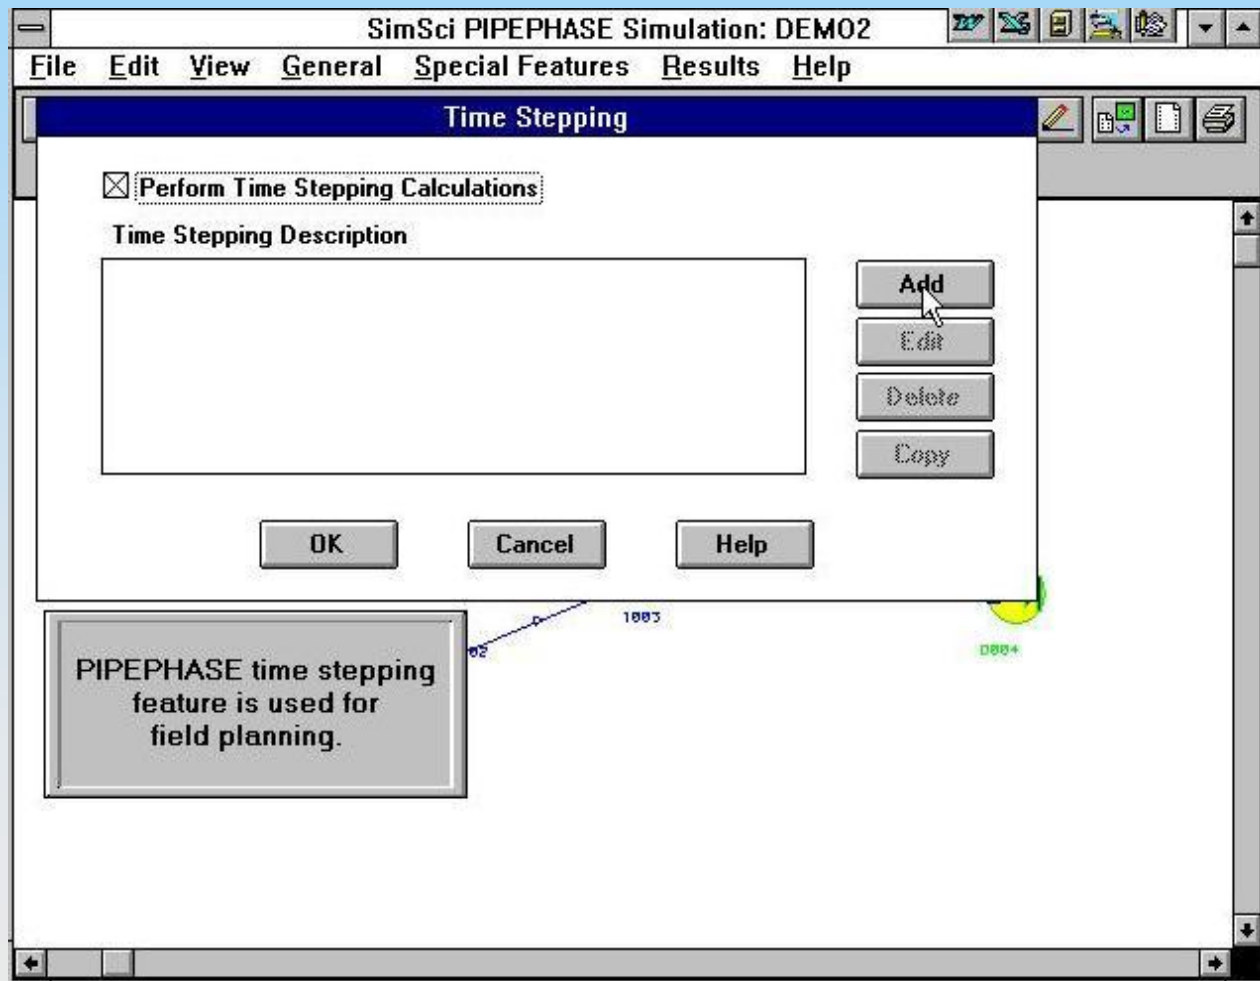 SimSci PIPEPHASE Simulation: DEMO2
File Edit View General Special Features Results Help
Time Stepping
Perform Time Stepping Calculations
Time Stepping Description
Add
Edit
Delete
Copy
OK Cancel Help
1003
02
D004
PIPEPHASE time stepping
feature is used for
field planning.